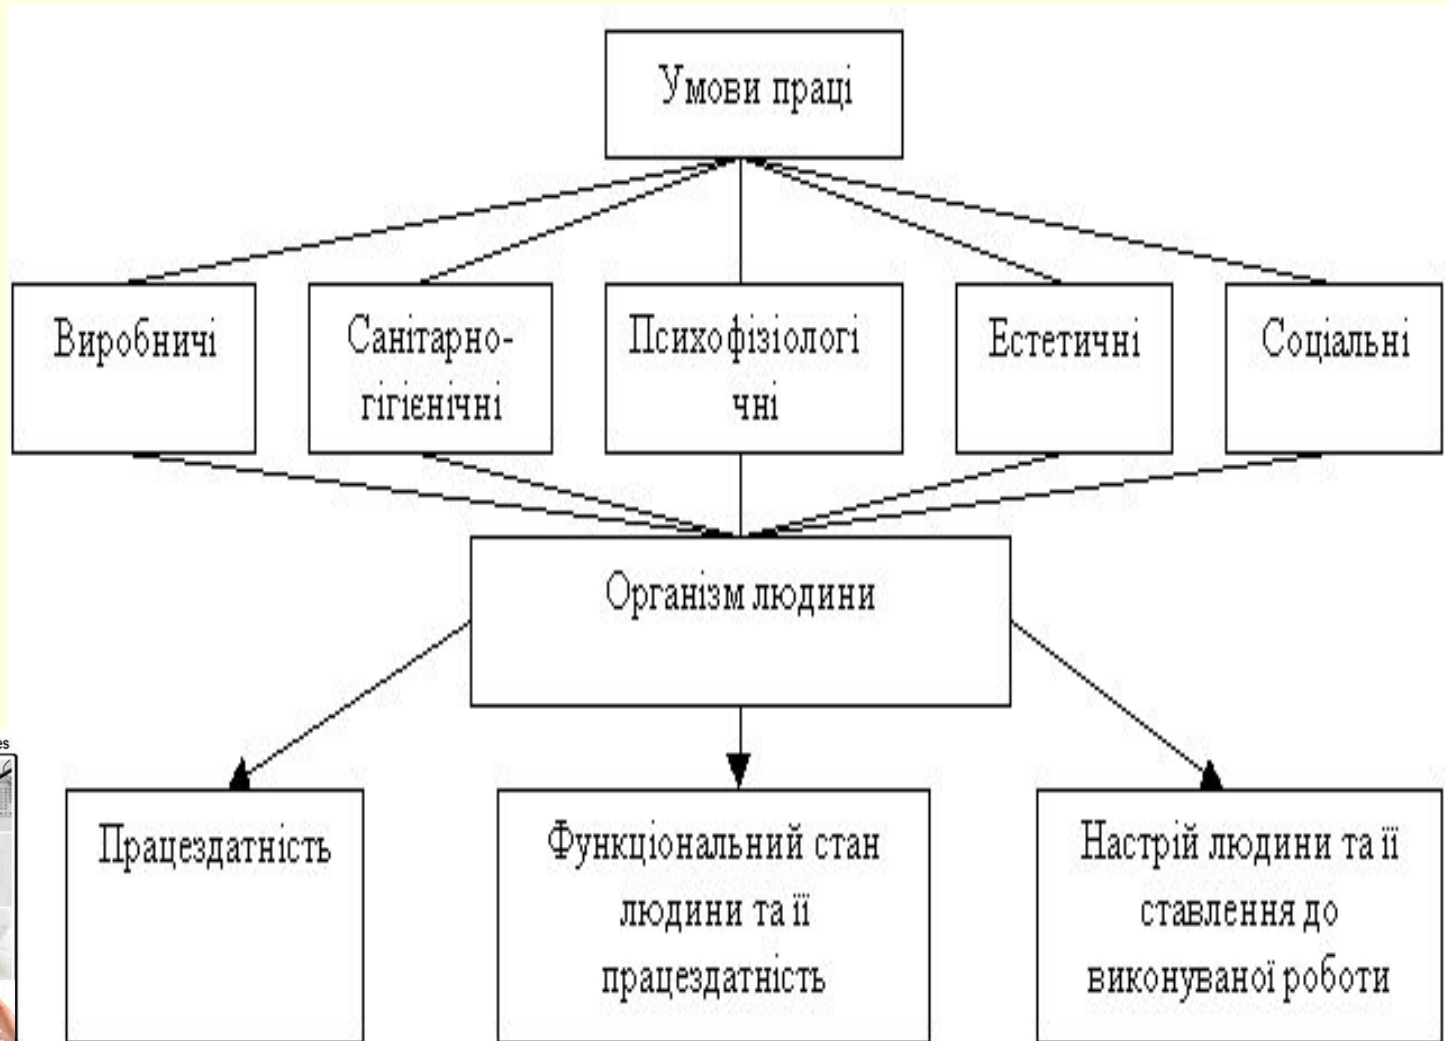 Умови праці
Виробничі
Санітарно-
гігієнічні
Психофізіологі
чні
Естетичні
Соціальні
Організм людини
Працездатність
Функціональний стан
людини та її
працездатність
Настрій людини та її
ставлення до
виконуваної роботи